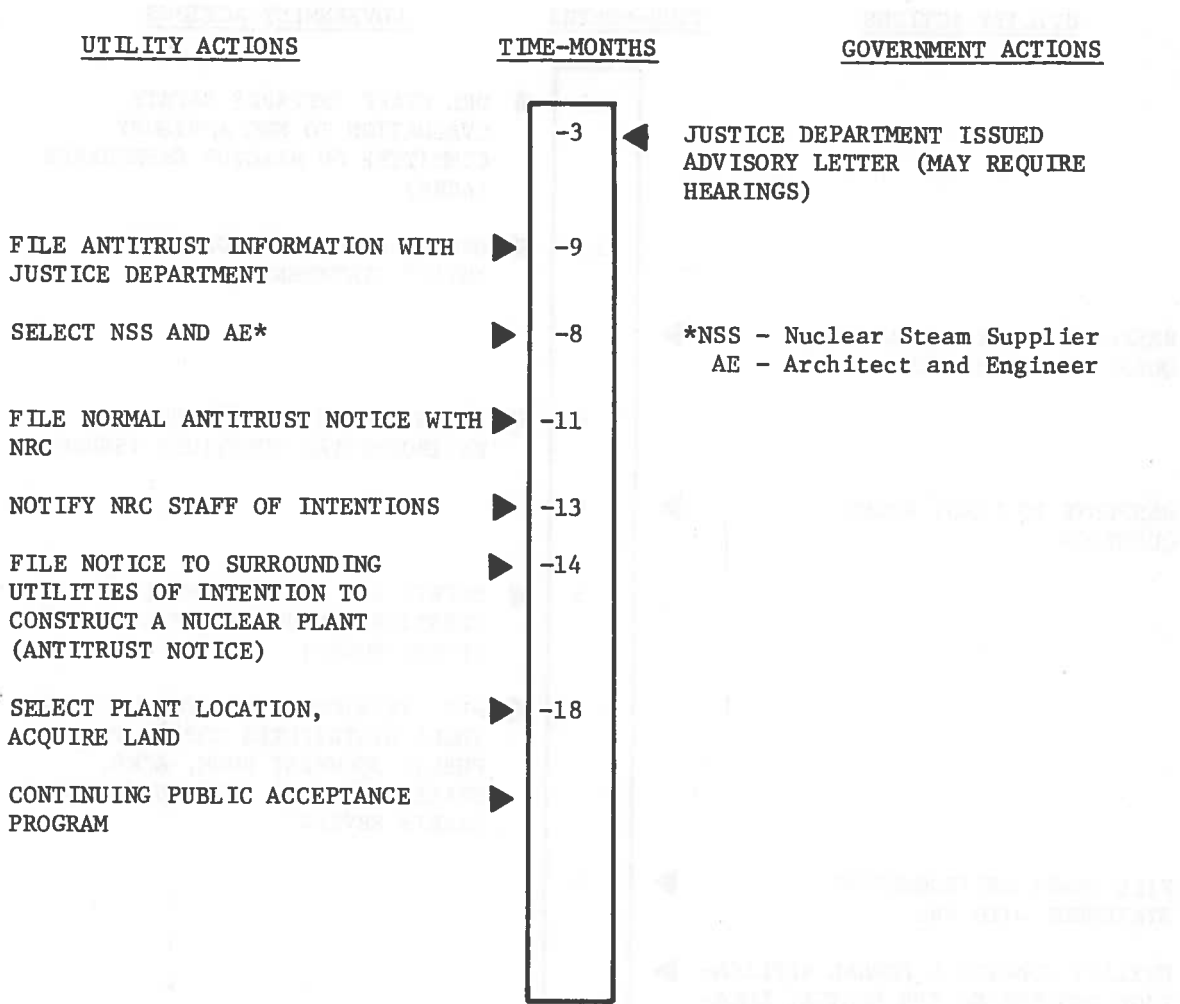 UTILITY ACTIONS
TIME-MONTHS
GOVERNMENT ACTIONS
-3
JUSTICE DEPARTMENT ISSUED
ADVISORY LETTER (MAY REQUIRE
HEARINGS)
FILE ANTITRUST INFORMATION WITH
JUSTICE DEPARTMENT
-9
SELECT NSS AND AE*
-8
*NSS - Nuclear Steam Supplier
AE - Architect and Engineer
FILE NORMAL ANTITRUST NOTICE WITH
NRC
-11
NOTIFY NRC STAFF OF INTENTIONS
-13
FILE NOTICE TO SURROUNDING
UTILITIES OF INTENTION TO
CONSTRUCT A NUCLEAR PLANT
(ANTITRUST NOTICE)
-14
SELECT PLANT LOCATION,
ACQUIRE LAND
-18
CONTINUING PUBLIC ACCEPTANCE
PROGRAM